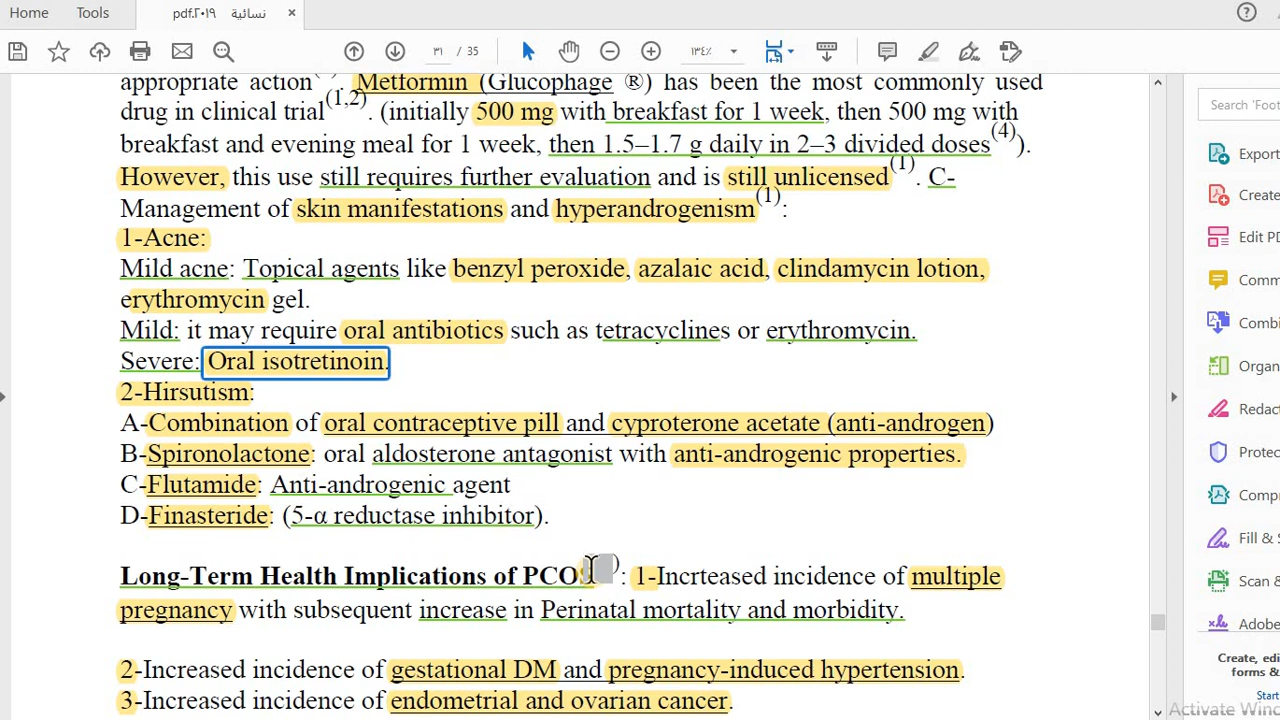 Home Tools نسائية ٢٠١٩.pdf ×
٣١ / 35 ١٣٤٪
appropriate action Metformin (Glucophage ®) has been the most commonly used
drug in clinical trial(1,2). (initially 500 mg with breakfast for 1 week, then 500 mg with
breakfast and evening meal for 1 week, then 1.5–1.7 g daily in 2–3 divided doses(4)).
However, this use still requires further evaluation and is still unlicensed(1). C-
Management of skin manifestations and hyperandrogenism(1):
1-Acne:
Mild acne: Topical agents like benzyl peroxide, azalaic acid, clindamycin lotion,
erythromycin gel.
Mild: it may require oral antibiotics such as tetracyclines or erythromycin.
Severe: Oral isotretinoin.
2-Hirsutism:
A-Combination of oral contraceptive pill and cyproterone acetate (anti-androgen)
B-Spironolactone: oral aldosterone antagonist with anti-androgenic properties.
C-Flutamide: Anti-androgenic agent
D-Finasteride: (5-α reductase inhibitor).
Long-Term Health Implications of PCOS ): 1-Incrteased incidence of multiple
pregnancy with subsequent increase in Perinatal mortality and morbidity.
2-Increased incidence of gestational DM and pregnancy-induced hypertension.
3-Increased incidence of endometrial and ovarian cancer.
Search 'Foot
Export
Create
Edit PD
Comm
Combi
Organ
Redact
Protec
Comp
Fill &
Scan &
Adobe
Create, edi
forms &
Start
Activate Wind